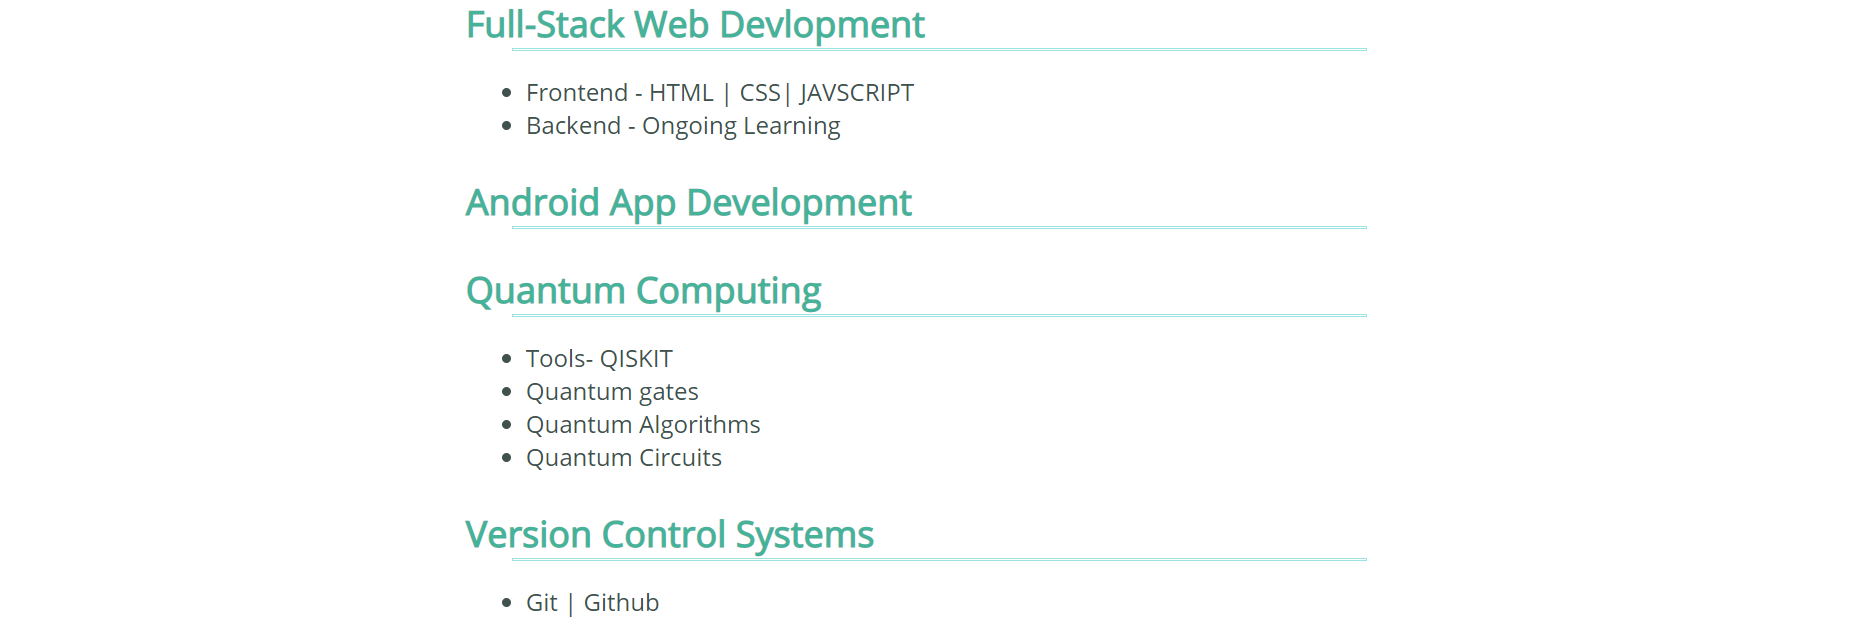 Full-Stack Web Devlopment
Frontend - HTML | CSS| JAVSCRIPT
Backend - Ongoing Learning
Android App Development
Quantum Computing
Tools- QISKIT
Quantum gates
Quantum Algorithms
Quantum Circuits
Version Control Systems
Git | Github